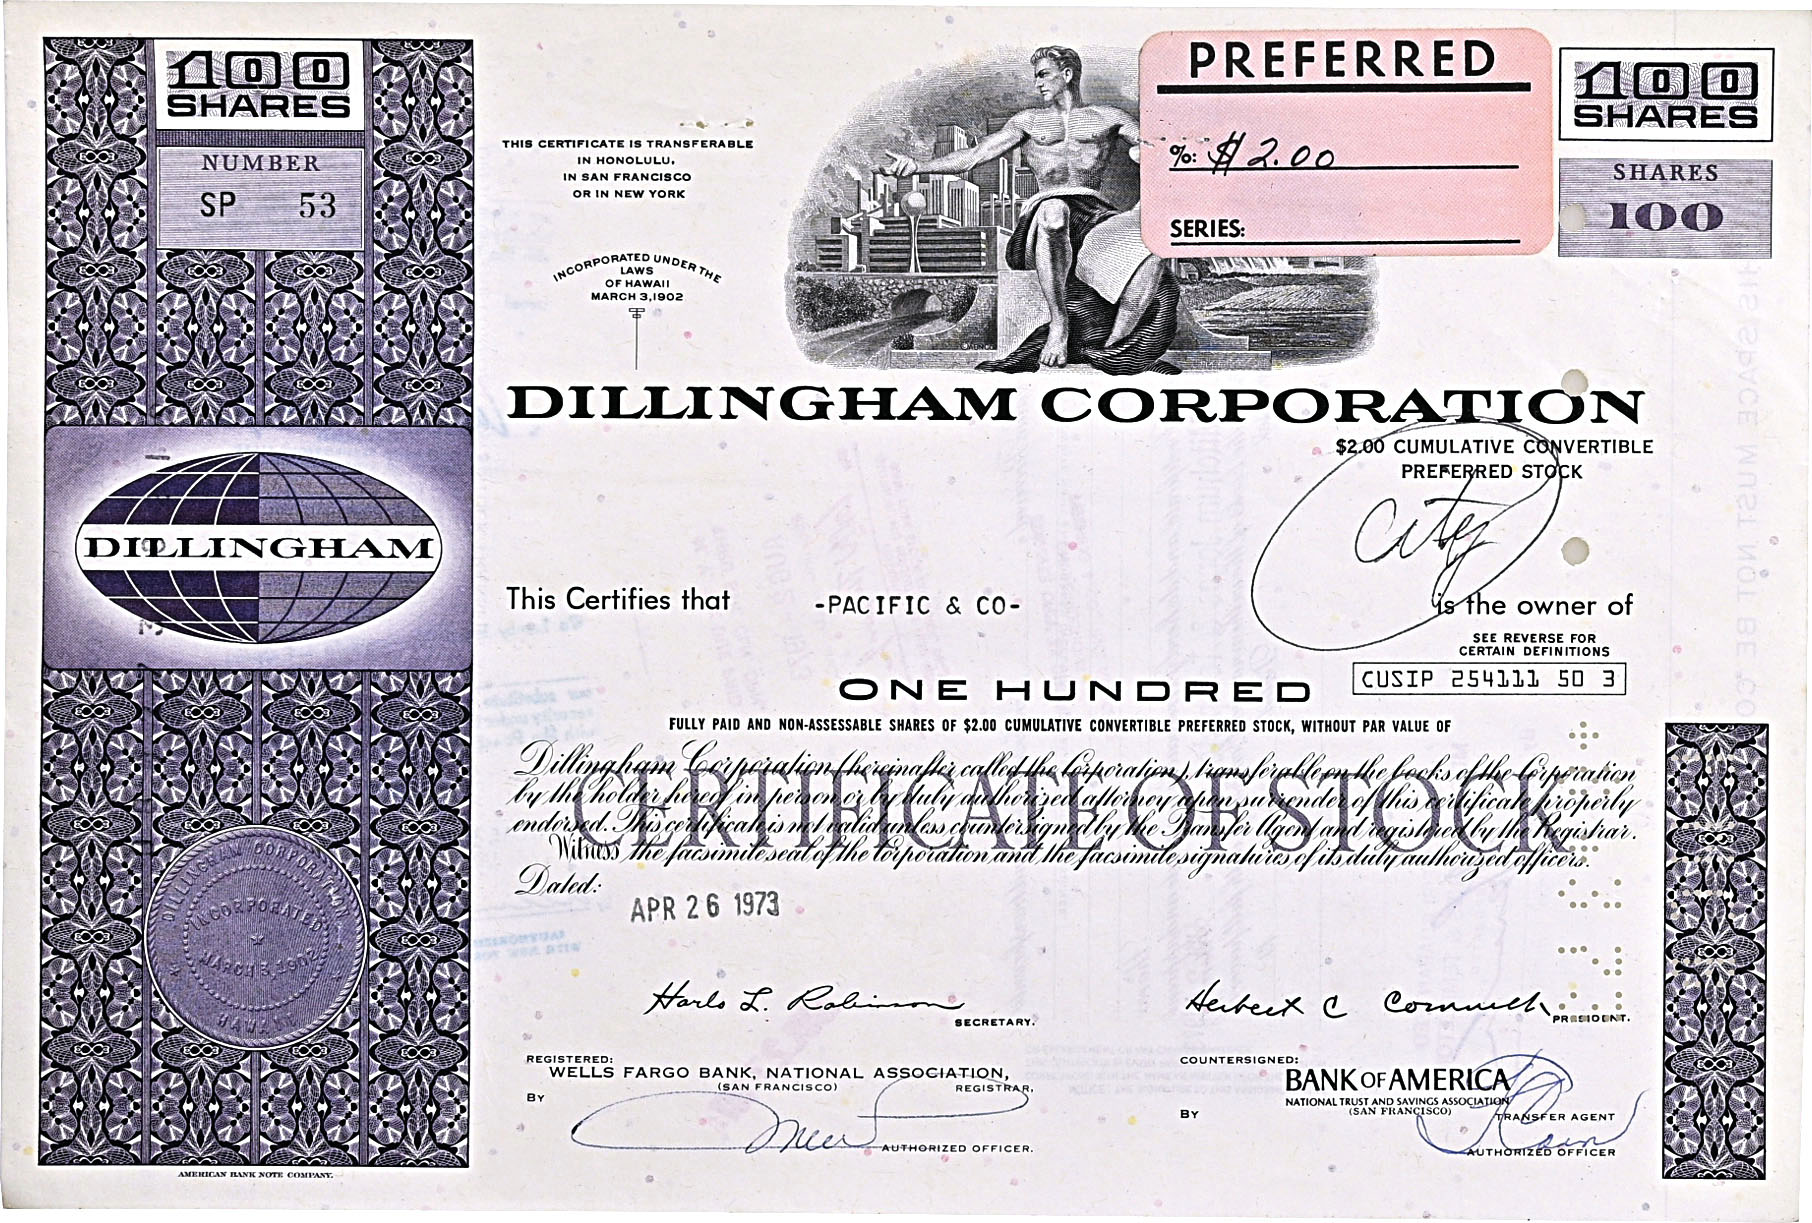 100
SHARES
NUMBER
SP 53
THIS CERTIFICATE IS TRANSFERABLE
IN HONOLULU,
IN SAN FRANCISCO
OR IN NEW YORK
INCORPORATED UNDER THE
LAWS
OF HAWAII
MARCH 3, 1902
PREFERRED
%: $2.00
SERIES:
100
SHARES
SHARES
100
DILLINGHAM CORPORATION
$2.00 CUMULATIVE CONVERTIBLE
PREFERRED STOCK
City
DILLINGHAM
This Certifies that -PACIFIC & CO- is the owner of
SEE REVERSE FOR
CERTAIN DEFINITIONS
CUSIP 254111 50 3
ONE HUNDRED
FULLY PAID AND NON-ASSESSABLE SHARES OF $2.00 CUMULATIVE CONVERTIBLE PREFERRED STOCK, WITHOUT PAR VALUE OF
CERTIFICATE OF STOCK
Dillingham Corporation (hereinafter called the Corporation), transferable on the books of the Corporation
by the holder hereof in person or by duly authorized attorney upon surrender of this certificate properly
endorsed. This certificate is not valid unless countersigned by the Transfer Agent and registered by the Registrar.
Witness the facsimile seal of the Corporation and the facsimile signatures of its duly authorized officers.
Dated:
APR 26 1973
DILLINGHAM CORPORATION
INCORPORATED
MARCH 3, 1902
HAWAII
Harlo L. Robinson
SECRETARY.
Herbert C Cornuelle
PRESIDENT.
REGISTERED:
WELLS FARGO BANK, NATIONAL ASSOCIATION,
(SAN FRANCISCO) REGISTRAR,
BY
AUTHORIZED OFFICER.
COUNTERSIGNED:
BANK OF AMERICA
NATIONAL TRUST AND SAVINGS ASSOCIATION
(SAN FRANCISCO)
TRANSFER AGENT
BY
AUTHORIZED OFFICER
AMERICAN BANK NOTE COMPANY.